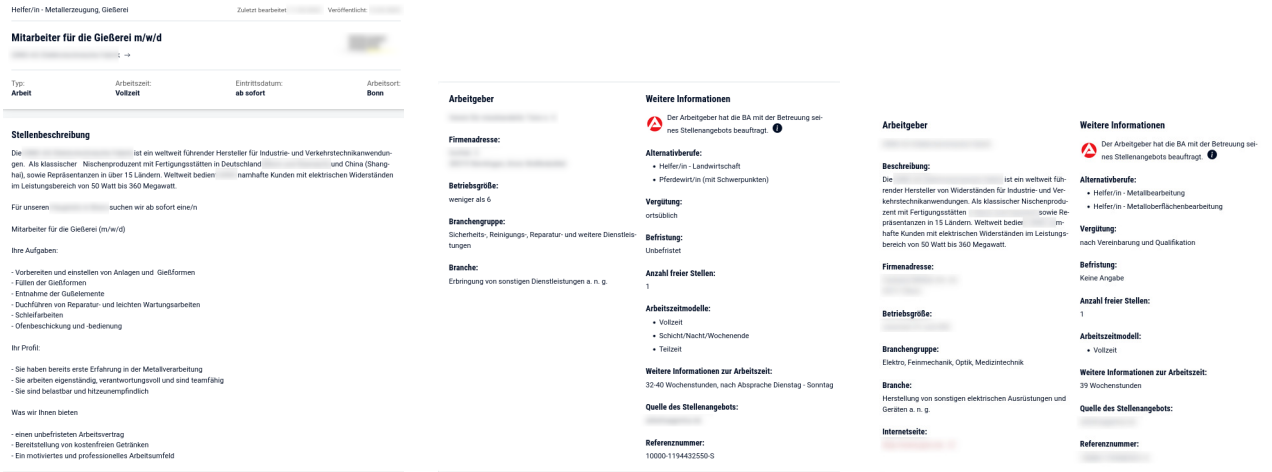 Helfer/in - Metallerzeugung, Gießerei
Zuletzt bearbeitet
Veröffentlicht:
Mitarbeiter für die Gießerei m/w/d
→
Typ:
Arbeit
Arbeitszeit:
Vollzeit
Eintrittsdatum:
ab sofort
Arbeitsort:
Bonn
Stellenbeschreibung
Die ist ein weltweit führender Hersteller für Industrie- und Verkehrstechnikanwendun-
gen. Als klassischer Nischenproduzent mit Fertigungsstätten in Deutschland und China (Shang-
hai), sowie Repräsentanzen in über 15 Ländern. Weltweit bedien namhafte Kunden mit elektrischen Widerständen
im Leistungsbereich von 50 Watt bis 360 Megawatt.
Für unseren suchen wir ab sofort eine/n
Mitarbeiter für die Gießerei (m/w/d)
Ihre Aufgaben:
- Vorbereiten und einstellen von Anlagen und Gießformen
- Füllen der Gießformen
- Entnahme der Gußelemente
- Duchführen von Reparatur- und leichten Wartungsarbeiten
- Schleifarbeiten
- Ofenbeschickung und -bedienung
Ihr Profil:
- Sie haben bereits erste Erfahrung in der Metallverarbeitung
- Sie arbeiten eigenständig, verantwortungsvoll und sind teamfähig
- Sie sind belastbar und hitzeunempfindlich
Was wir Ihnen bieten
- einen unbefristeten Arbeitsvertrag
- Bereitstellung von kostenfreien Getränken
- Ein motiviertes und professionelles Arbeitsumfeld
Arbeitgeber
Firmenadresse:
Betriebsgröße:
weniger als 6
Branchengruppe:
Sicherheits-, Reinigungs-, Reparatur- und weitere Dienstleis-
tungen
Branche:
Erbringung von sonstigen Dienstleistungen a. n. g.
Weitere Informationen
Der Arbeitgeber hat die BA mit der Betreuung sei-
nes Stellenangebots beauftragt. i
Alternativberufe:
• Helfer/in - Landwirtschaft
• Pferdewirt/in (mit Schwerpunkten)
Vergütung:
ortsüblich
Befristung:
Unbefristet
Anzahl freier Stellen:
1
Arbeitszeitmodelle:
• Vollzeit
• Schicht/Nacht/Wochenende
• Teilzeit
Weitere Informationen zur Arbeitszeit:
32-40 Wochenstunden, nach Absprache Dienstag - Sonntag
Quelle des Stellenangebots:
Referenznummer:
10000-1194432550-S
Arbeitgeber
Beschreibung:
Die ist ein weltweit füh-
render Hersteller von Widerständen für Industrie- und Ver-
kehrstechnikanwendungen. Als klassischer Nischenprodu-
zent mit Fertigungsstätten sowie Re-
präsentanzen in 15 Ländern. Weltweit bedien m-
hafte Kunden mit elektrischen Widerständen im Leistungs-
bereich von 50 Watt bis 360 Megawatt.
Firmenadresse:
Betriebsgröße:
Branchengruppe:
Elektro, Feinmechanik, Optik, Medizintechnik
Branche:
Herstellung von sonstigen elektrischen Ausrüstungen und
Geräten a. n. g.
Internetseite:
Weitere Informationen
Der Arbeitgeber hat die BA mit der Betreuung sei-
nes Stellenangebots beauftragt. i
Alternativberufe:
• Helfer/in - Metallbearbeitung
• Helfer/in - Metalloberflächenbearbeitung
Vergütung:
nach Vereinbarung und Qualifikation
Befristung:
Keine Angabe
Anzahl freier Stellen:
1
Arbeitszeitmodell:
• Vollzeit
Weitere Informationen zur Arbeitszeit:
39 Wochenstunden
Quelle des Stellenangebots:
Referenznummer: